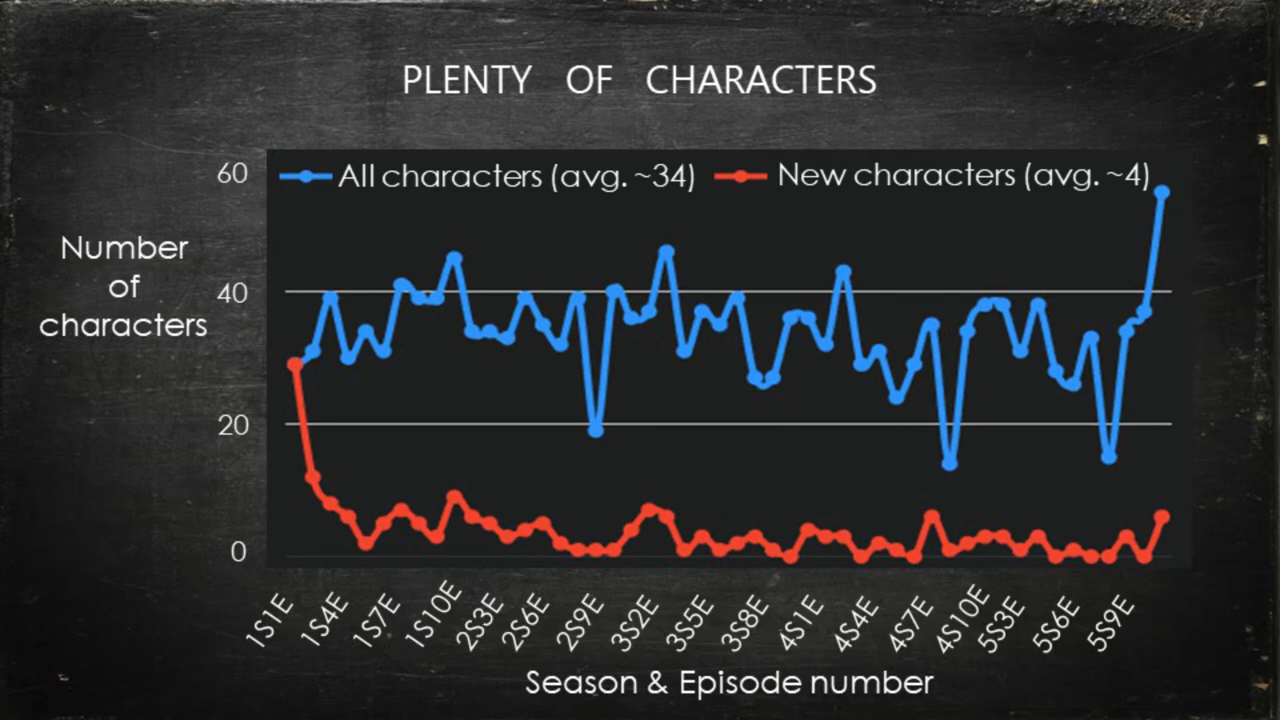 PLENTY OF CHARACTERS
60
All characters (avg. ~34)
New characters (avg. ~4)
Number
of
characters
40
20
0
1S1E
1S4E
1S7E
1S10E
2S3E
2S6E
2S9E
3S2E
3S5E
3S8E
4S1E
4S4E
4S7E
4S10E
5S3E
5S6E
5S9E
Season & Episode number